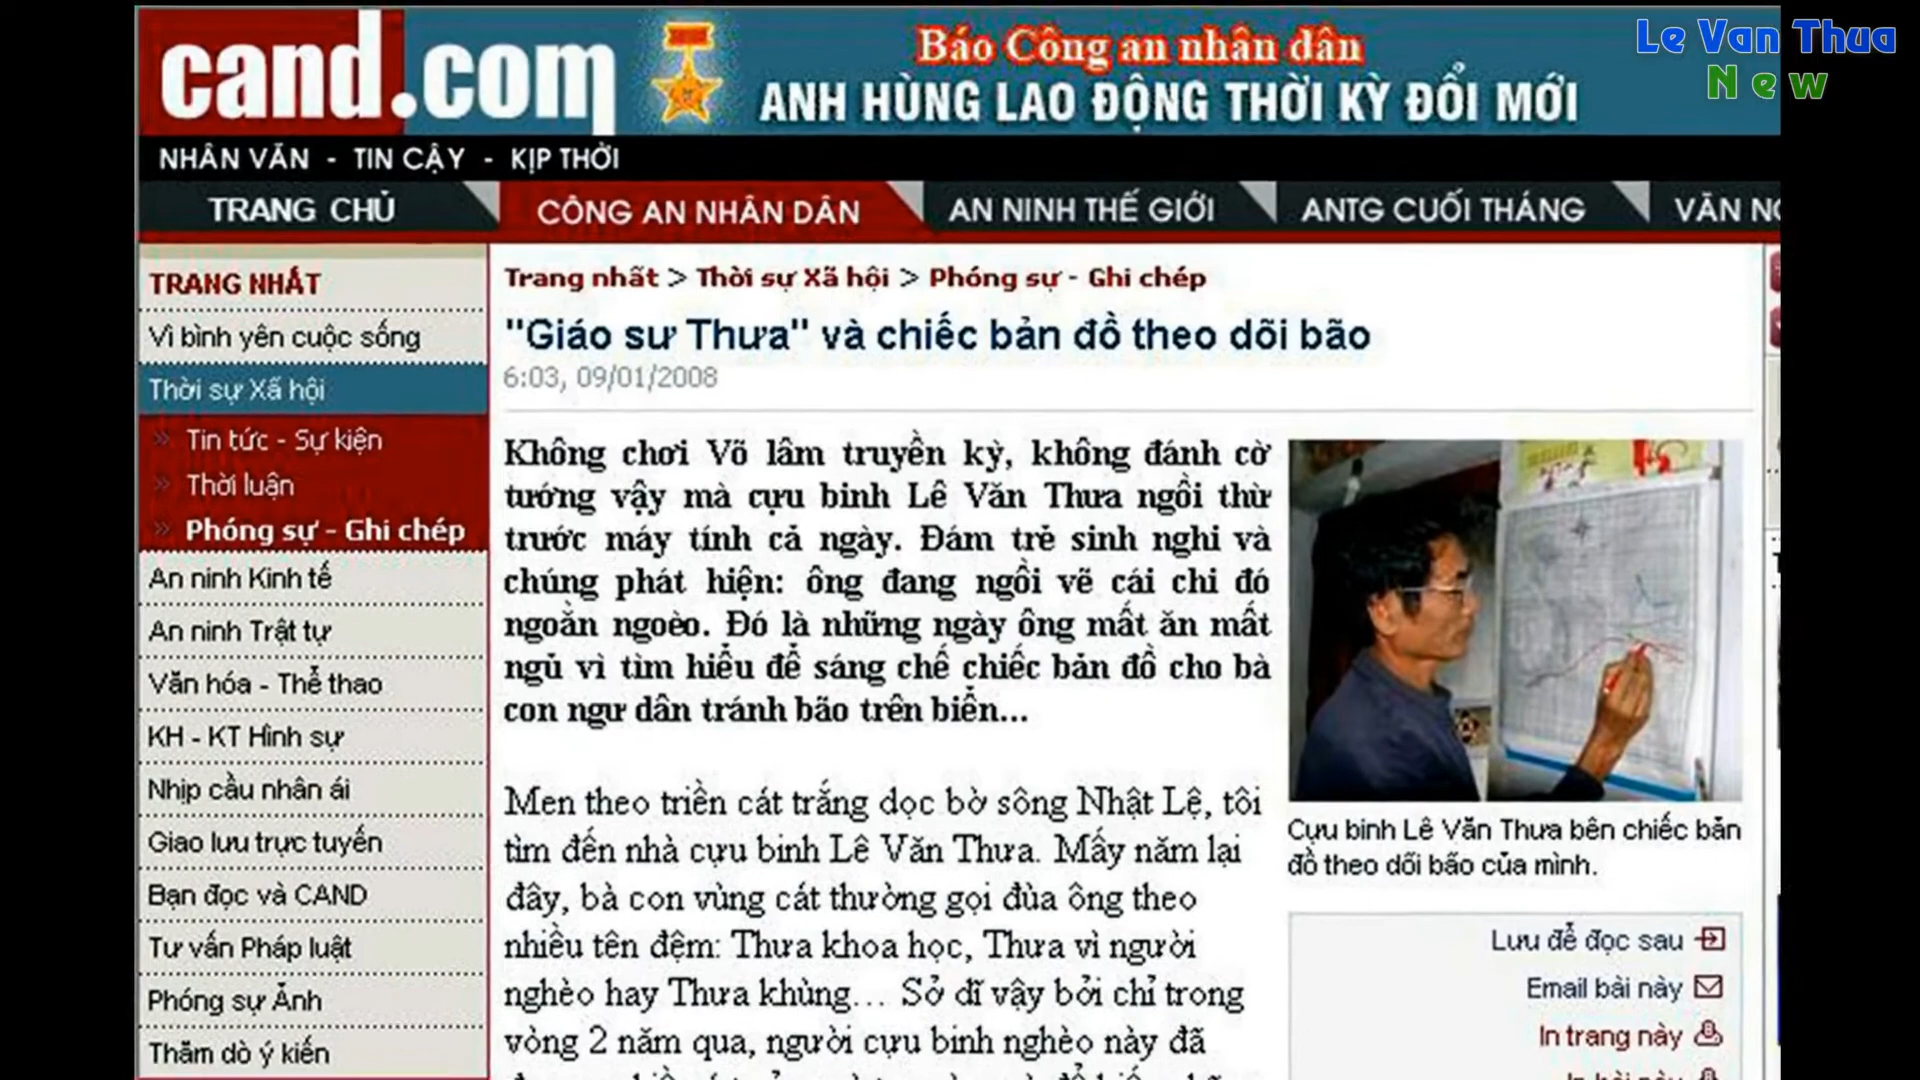 cand.com
Báo Công an nhân dân
ANH HÙNG LAO ĐỘNG THỜI KỲ ĐỔI MỚI
Le Van Thua
New
NHÂN VĂN - TIN CẬY - KỊP THỜI
TRANG CHỦ
CÔNG AN NHÂN DÂN
AN NINH THẾ GIỚI
ANTG CUỐI THÁNG
VĂN
TRANG NHẤT
Vì bình yên cuộc sống
Thời sự Xã hội
» Tin tức - Sự kiện
» Thời luận
» Phóng sự - Ghi chép
An ninh Kinh tế
An ninh Trật tự
Văn hóa - Thể thao
KH - KT Hình sự
Nhịp cầu nhân ái
Giao lưu trực tuyến
Bạn đọc và CAND
Tư vấn Pháp luật
Phóng sự Ảnh
Thăm dò ý kiến
Trang nhất > Thời sự Xã hội > Phóng sự - Ghi chép
"Giáo sư Thưa" và chiếc bản đồ theo dõi bão
6:03, 09/01/2008
Không chơi Võ lâm truyền kỳ, không đánh cờ
tướng vậy mà cựu binh Lê Văn Thưa ngồi thừ
trước máy tính cả ngày. Đám trẻ sinh nghi và
chúng phát hiện: ông đang ngồi vẽ cái chi đó
ngoằn ngoèo. Đó là những ngày ông mất ăn mất
ngủ vì tìm hiểu để sáng chế chiếc bản đồ cho bà
con ngư dân tránh bão trên biển...
Men theo triền cát trắng dọc bờ sông Nhật Lệ, tôi
tìm đến nhà cựu binh Lê Văn Thưa. Mấy năm lại
đây, bà con vùng cát thường gọi đùa ông theo
nhiều tên đệm: Thưa khoa học, Thưa vì người
nghèo hay Thưa khùng... Sở dĩ vậy bởi chỉ trong
vòng 2 năm qua, người cựu binh nghèo này đã
Cựu binh Lê Văn Thưa bên chiếc bản
đồ theo dõi bão của mình.
Lưu để đọc sau
Email bài này
In trang này